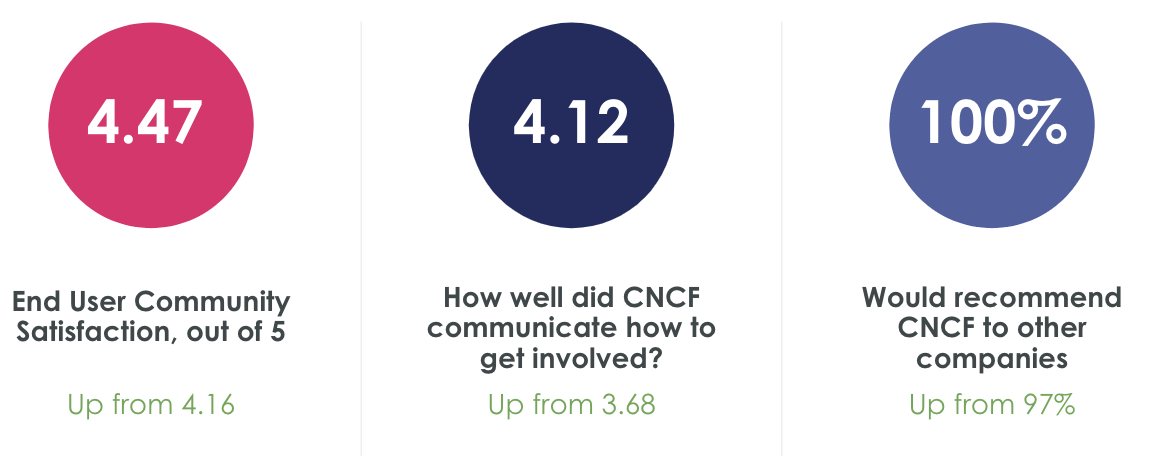 4.47
End User Community
Satisfaction, out of 5
Up from 4.16
4.12
How well did CNCF
communicate how to
get involved?
Up from 3.68
100%
Would recommend
CNCF to other
companies
Up from 97%